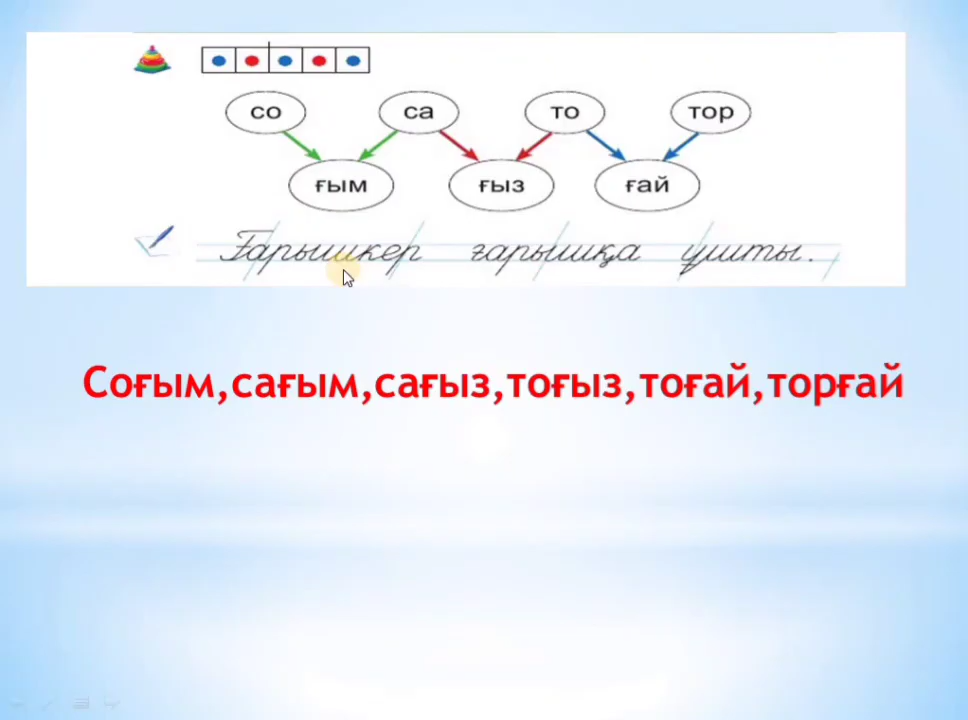 со са то тор
ғым ғыз ғай
Ғарышкер ғарышқа ұшты.
Соғым,сағым,сағыз,тоғыз,тоғай,торғай